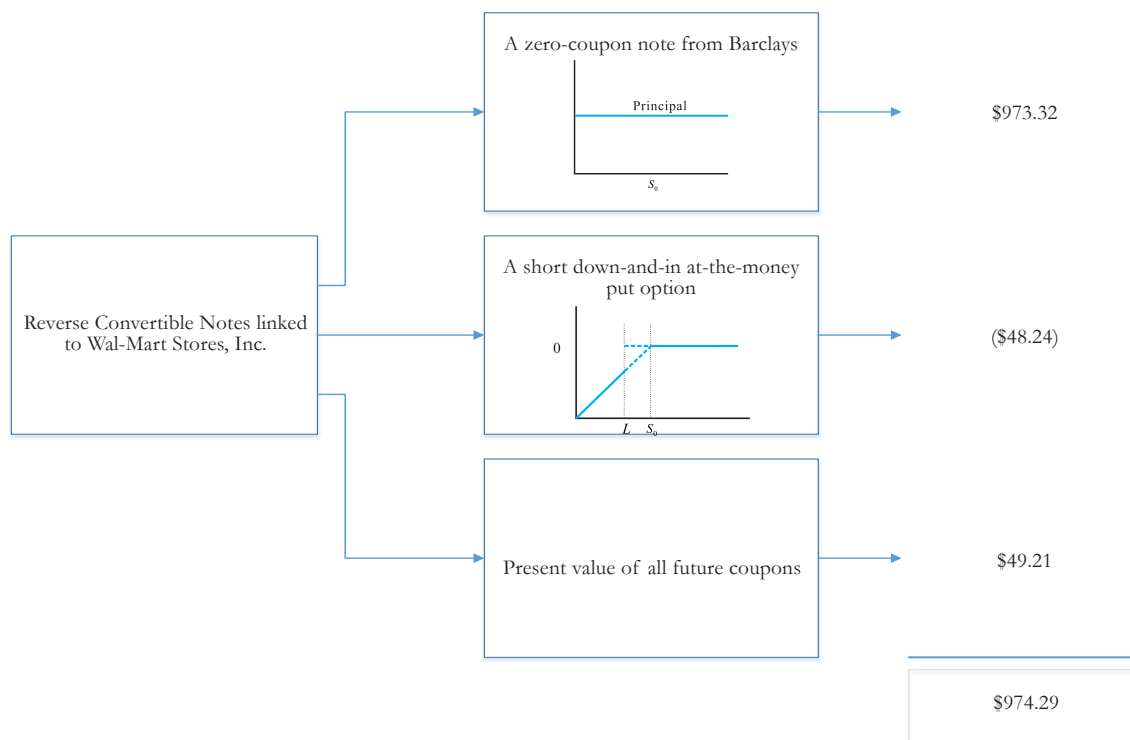 A zero-coupon note from Barclays
Principal
S₀
$973.32
Reverse Convertible Notes linked
to Wal-Mart Stores, Inc.
A short down-and-in at-the-money
put option
0
L S₀
($48.24)
Present value of all future coupons
$49.21
$974.29